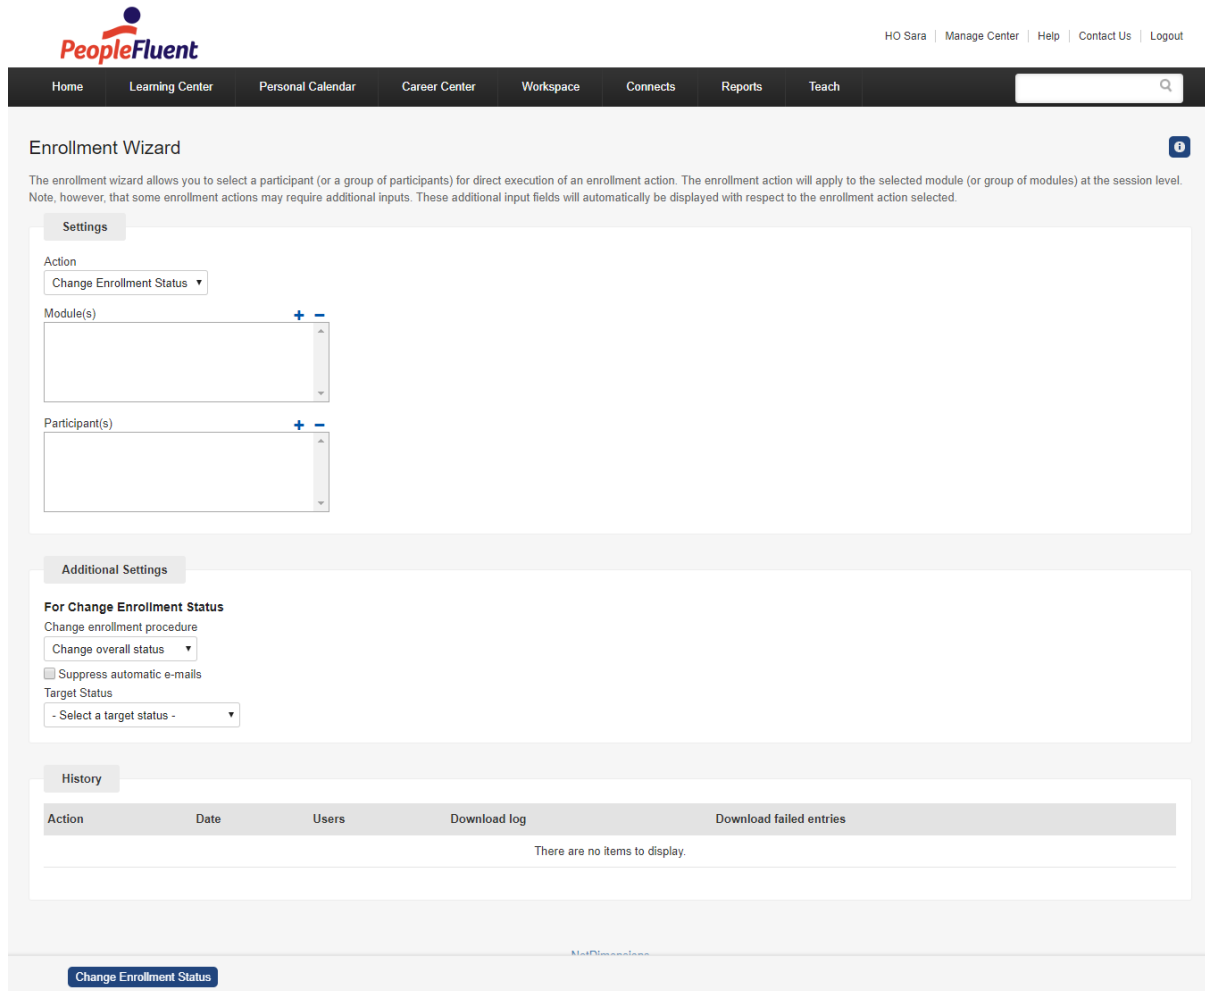 PeopleFluent
HO Sara Manage Center Help Contact Us Logout
Home Learning Center Personal Calendar Career Center Workspace Connects Reports Teach
Enrollment Wizard
The enrollment wizard allows you to select a participant (or a group of participants) for direct execution of an enrollment action. The enrollment action will apply to the selected module (or group of modules) at the session level.
Note, however, that some enrollment actions may require additional inputs. These additional input fields will automatically be displayed with respect to the enrollment action selected.
Settings
Action
Change Enrollment Status
Module(s)
Participant(s)
Additional Settings
For Change Enrollment Status
Change enrollment procedure
Change overall status
Suppress automatic e-mails
Target Status
- Select a target status -
History
Action Date Users Download log Download failed entries
There are no items to display.
NetDimensions
Change Enrollment Status